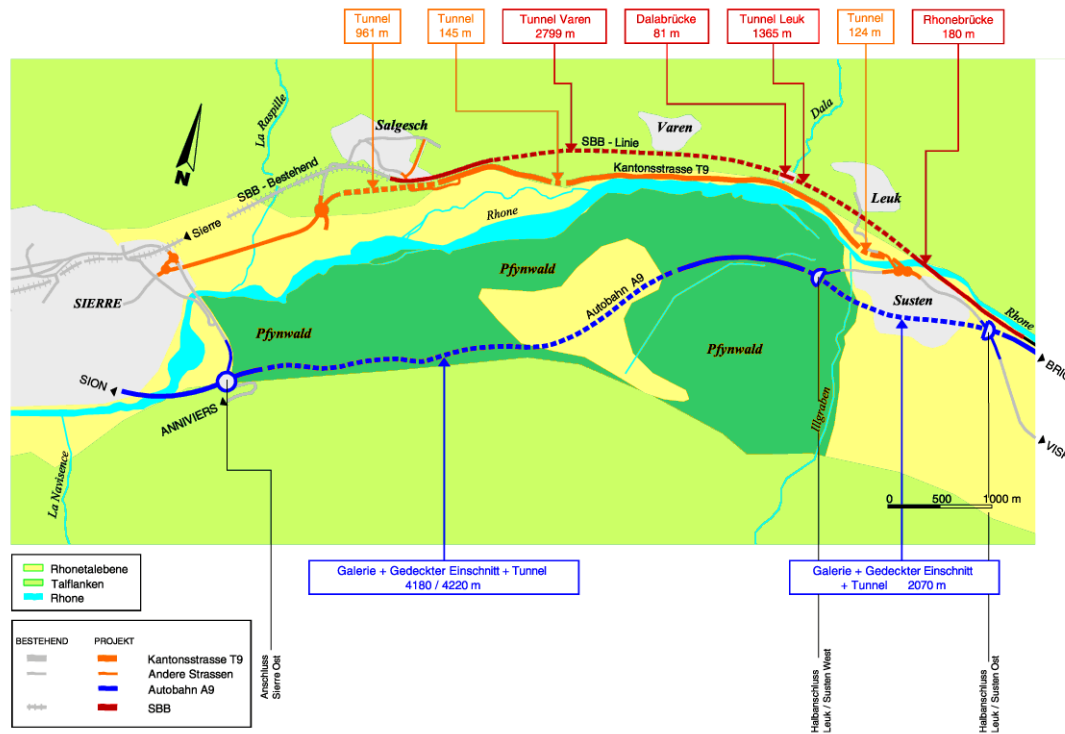 Tunnel
961 m
Tunnel
145 m
Tunnel Varen
2799 m
Dalabrücke
81 m
Tunnel Leuk
1365 m
Tunnel
124 m
Rhonebrücke
180 m
La Raspille
Salgesch
Varen
Dala
N
SBB - Bestehend
SBB - Linie
Kantonsstrasse T9
Leuk
Rhone
Sierre
SIERRE
Pfynwald
Pfynwald
Autobahn A9
Susten
Rhone
Pfynwald
SION
ANNIVIERS
BRIG
Illgraben
VISP
La Navisence
0 500 1000 m
Rhonetalebene
Talflanken
Rhone
Galerie + Gedeckter Einschnitt + Tunnel
4180 / 4220 m
Galerie + Gedeckter Einschnitt
+ Tunnel 2070 m
BESTEHEND PROJEKT
Kantonsstrasse T9
Andere Strassen
Autobahn A9
SBB
Anschluss
Sierre Ost
Halbanschluss
Leuk / Susten West
Halbanschluss
Leuk / Susten Ost